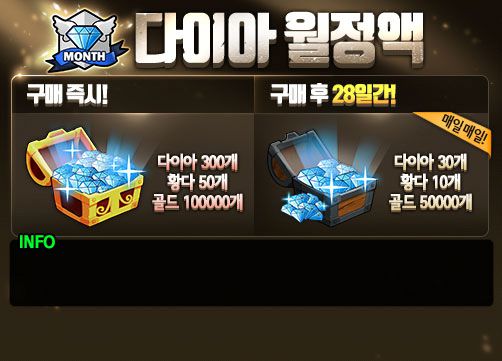 MONTH
다이아 월정액
구매 즉시!
구매 후 28일간!
매일매일!
다이아 300개
황다 50개
골드 100000개
다이아 30개
황다 10개
골드 50000개
INFO